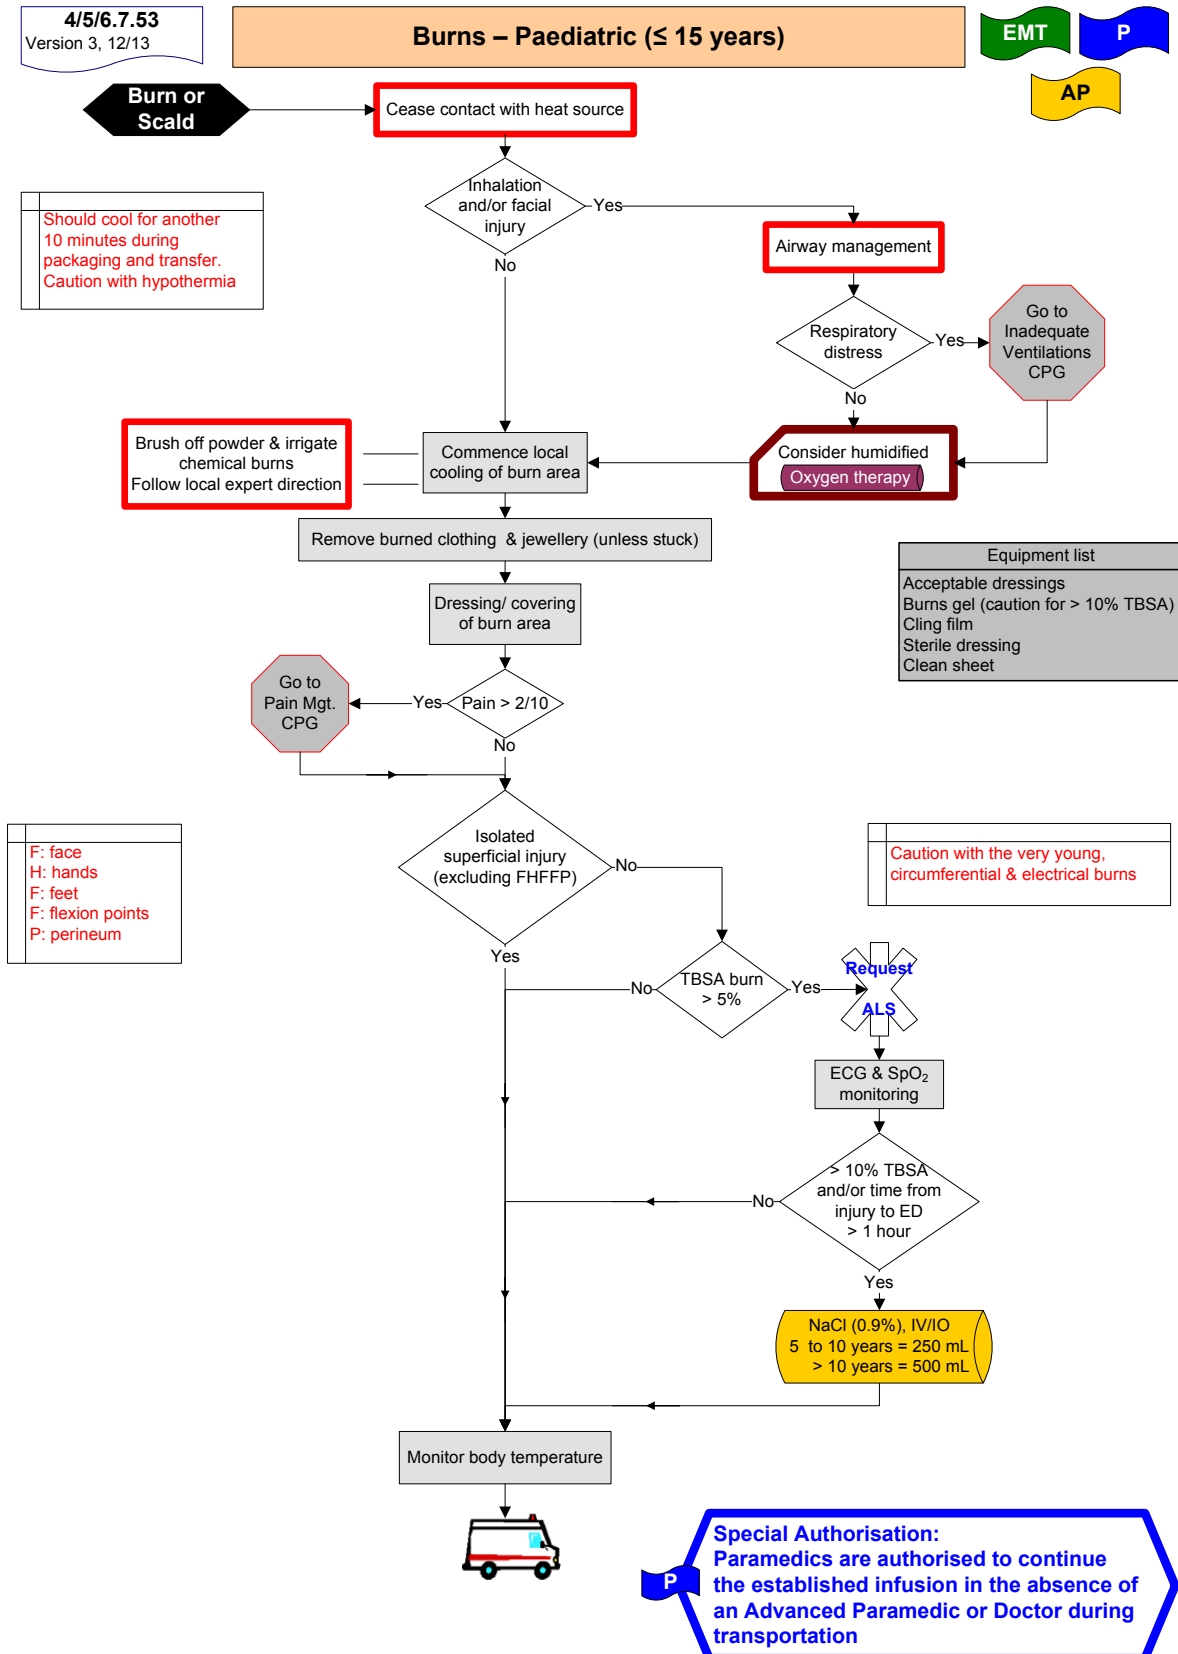 4/5/6.7.53
Version 3, 12/13
Burns – Paediatric (≤ 15 years)
EMT
P
AP
Burn or
Scald
Cease contact with heat source
Inhalation
and/or facial
injury
Yes
No
Should cool for another
10 minutes during
packaging and transfer.
Caution with hypothermia
Airway management
Respiratory
distress
Yes
No
Go to
Inadequate
Ventilations
CPG
Brush off powder & irrigate
chemical burns
Follow local expert direction
Commence local
cooling of burn area
Consider humidified
Oxygen therapy
Remove burned clothing & jewellery (unless stuck)
Equipment list
Acceptable dressings
Burns gel (caution for > 10% TBSA)
Cling film
Sterile dressing
Clean sheet
Dressing/ covering
of burn area
Go to
Pain Mgt.
CPG
Yes
Pain > 2/10
No
F: face
H: hands
F: feet
F: flexion points
P: perineum
Isolated
superficial injury
(excluding FHFFP)
No
Yes
Caution with the very young,
circumferential & electrical burns
No
TBSA burn
> 5%
Yes
Request
ALS
ECG & SpO₂
monitoring
> 10% TBSA
and/or time from
injury to ED
> 1 hour
No
Yes
NaCl (0.9%), IV/IO
5 to 10 years = 250 mL
> 10 years = 500 mL
Monitor body temperature
P
Special Authorisation:
Paramedics are authorised to continue
the established infusion in the absence of
an Advanced Paramedic or Doctor during
transportation